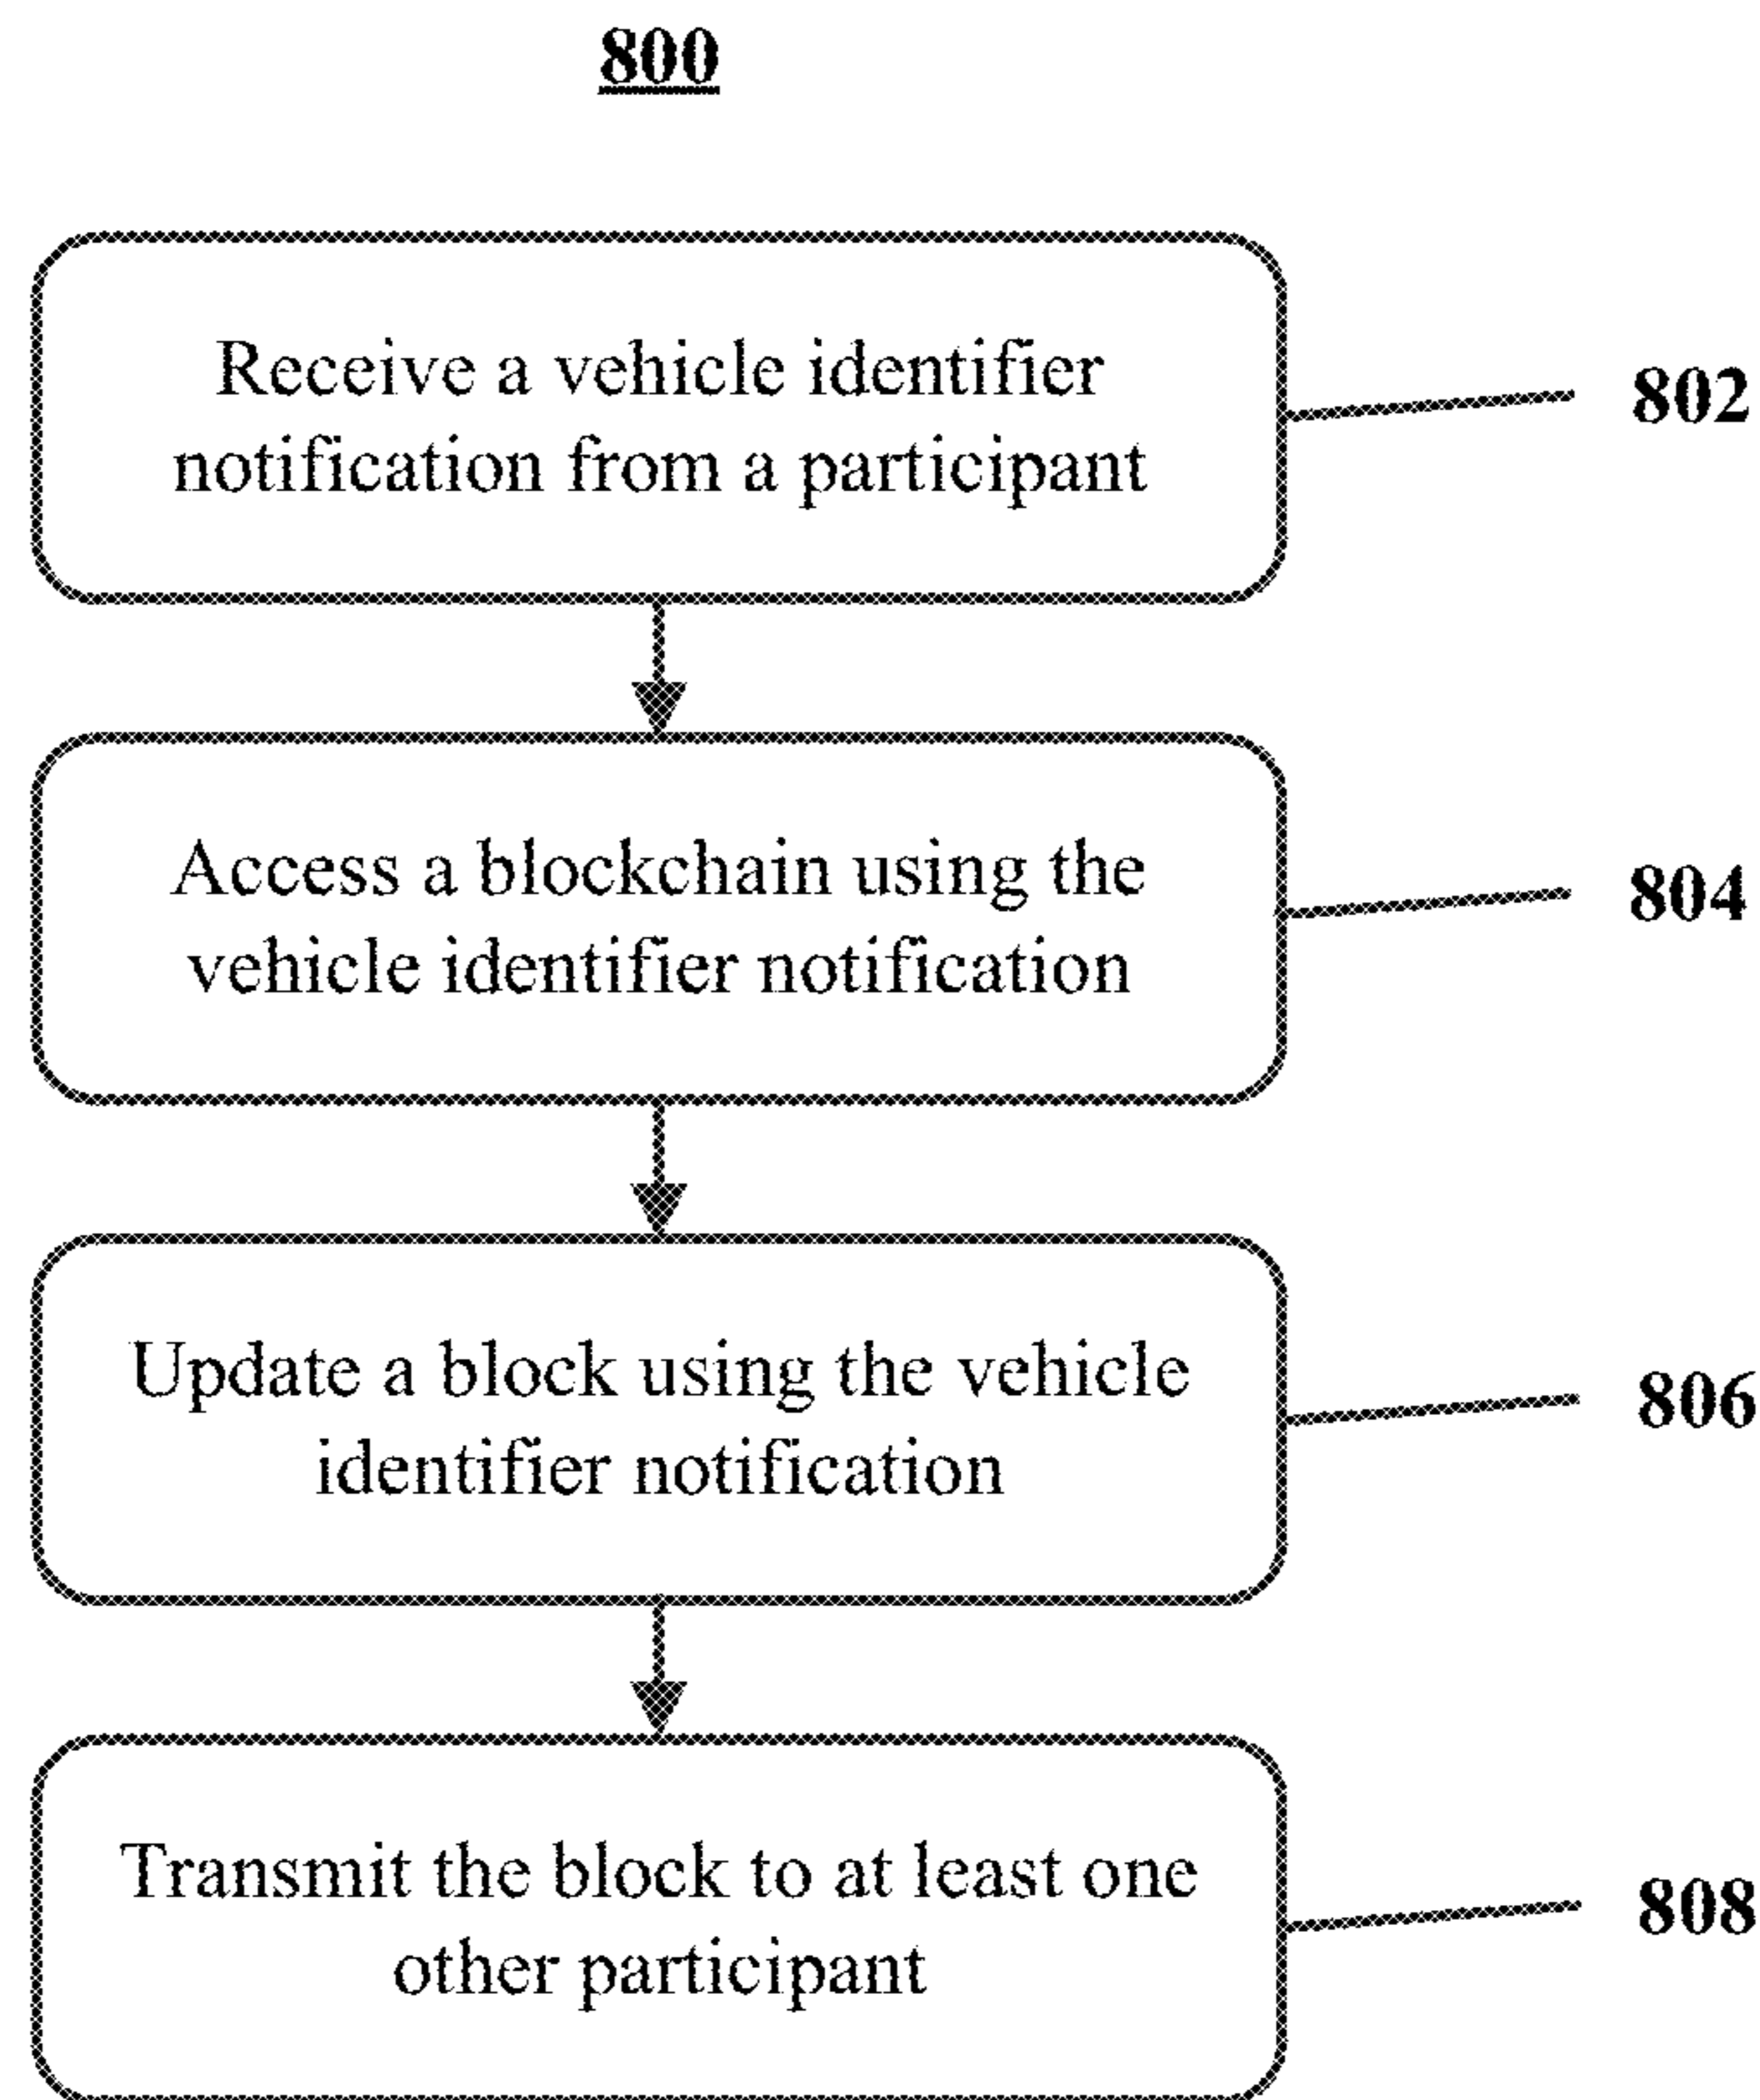 800
Receive a vehicle identifier
notification from a participant
802
Access a blockchain using the
vehicle identifier notification
804
Update a block using the vehicle
identifier notification
806
Transmit the block to at least one
other participant
808